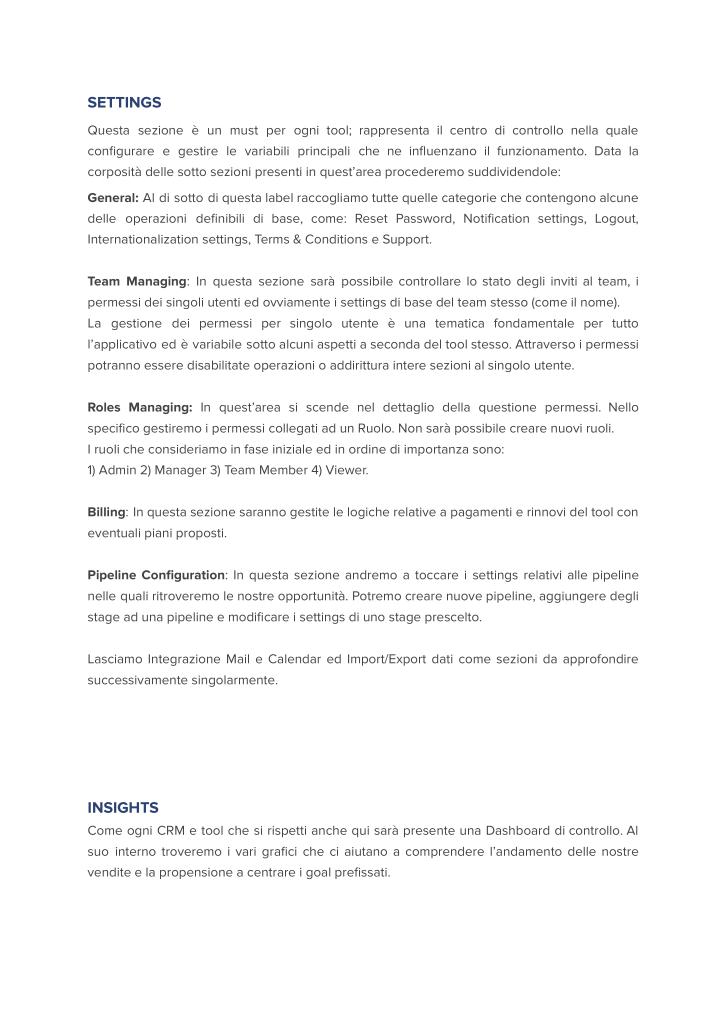 SETTINGS
Questa sezione è un must per ogni tool; rappresenta il centro di controllo nella quale
configurare e gestire le variabili principali che ne influenzano il funzionamento. Data la
corposità delle sotto sezioni presenti in quest’area procederemo suddividendole:
General: Al di sotto di questa label raccogliamo tutte quelle categorie che contengono alcune
delle operazioni definibili di base, come: Reset Password, Notification settings, Logout,
Internationalization settings, Terms & Conditions e Support.
Team Managing: In questa sezione sarà possibile controllare lo stato degli inviti al team, i
permessi dei singoli utenti ed ovviamente i settings di base del team stesso (come il nome).
La gestione dei permessi per singolo utente è una tematica fondamentale per tutto
l’applicativo ed è variabile sotto alcuni aspetti a seconda del tool stesso. Attraverso i permessi
potranno essere disabilitate operazioni o addirittura intere sezioni al singolo utente.
Roles Managing: In quest’area si scende nel dettaglio della questione permessi. Nello
specifico gestiremo i permessi collegati ad un Ruolo. Non sarà possibile creare nuovi ruoli.
I ruoli che consideriamo in fase iniziale ed in ordine di importanza sono:
1) Admin 2) Manager 3) Team Member 4) Viewer.
Billing: In questa sezione saranno gestite le logiche relative a pagamenti e rinnovi del tool con
eventuali piani proposti.
Pipeline Configuration: In questa sezione andremo a toccare i settings relativi alle pipeline
nelle quali ritroveremo le nostre opportunità. Potremo creare nuove pipeline, aggiungere degli
stage ad una pipeline e modificare i settings di uno stage prescelto.
Lasciamo Integrazione Mail e Calendar ed Import/Export dati come sezioni da approfondire
successivamente singolarmente.
INSIGHTS
Come ogni CRM e tool che si rispetti anche qui sarà presente una Dashboard di controllo. Al
suo interno troveremo i vari grafici che ci aiutano a comprendere l’andamento delle nostre
vendite e la propensione a centrare i goal prefissati.